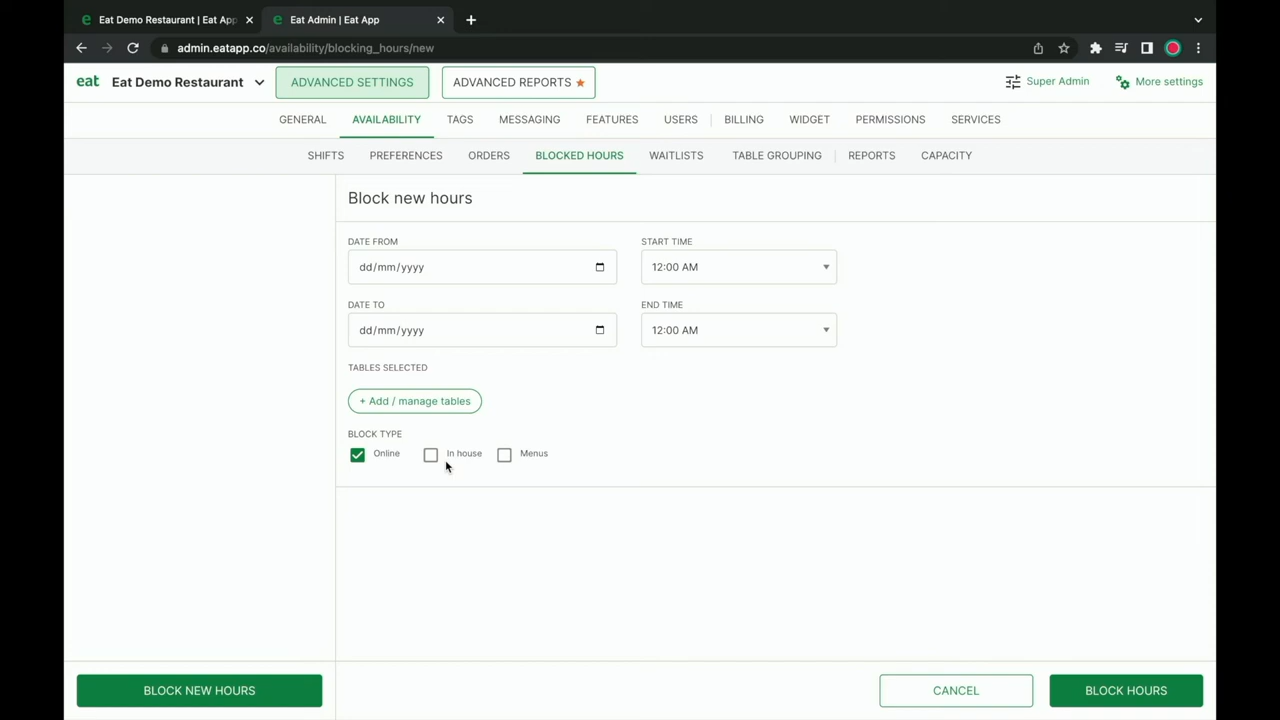 Eat Demo Restaurant | Eat App
Eat Admin | Eat App
admin.eatapp.co/availability/blocking_hours/new
eat Eat Demo Restaurant ADVANCED SETTINGS ADVANCED REPORTS Super Admin More settings
GENERAL AVAILABILITY TAGS MESSAGING FEATURES USERS BILLING WIDGET PERMISSIONS SERVICES
SHIFTS PREFERENCES ORDERS BLOCKED HOURS WAITLISTS TABLE GROUPING REPORTS CAPACITY
Block new hours
DATE FROM START TIME
dd/mm/yyyy 12:00 AM
DATE TO END TIME
dd/mm/yyyy 12:00 AM
TABLES SELECTED
+ Add / manage tables
BLOCK TYPE
Online In house Menus
BLOCK NEW HOURS CANCEL BLOCK HOURS